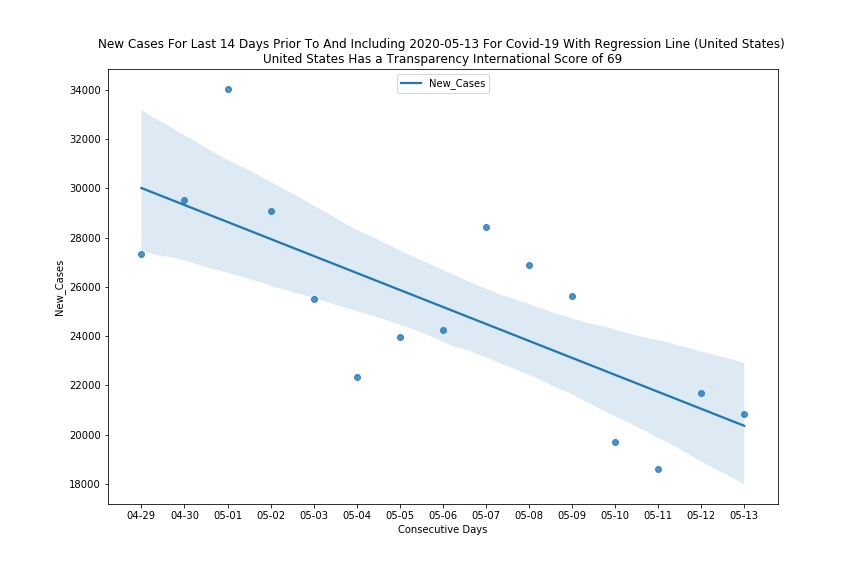 New Cases For Last 14 Days Prior To And Including 2020-05-13 For Covid-19 With Regression Line (United States)
United States Has a Transparency International Score of 69
New_Cases
34000
32000
30000
28000
26000
24000
22000
20000
18000
New_Cases
04-29 04-30 05-01 05-02 05-03 05-04 05-05 05-06 05-07 05-08 05-09 05-10 05-11 05-12 05-13
Consecutive Days